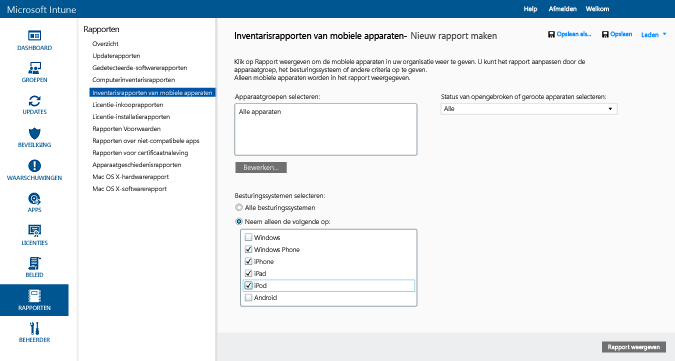 Microsoft Intune
Help Afmelden Welkom
DASHBOARD
GROEPEN
UPDATES
BEVEILIGING
WAARSCHUWINGEN
APPS
LICENTIES
BELEID
RAPPORTEN
BEHEERDER
Rapporten
Overzicht
Updaterapporten
Gedetecteerde-softwarerapporten
Computerinventarisrapporten
Inventarisrapporten van mobiele apparaten
Licentie-inkooprapporten
Licentie-installatierapporten
Rapporten Voorwaarden
Rapporten over niet-compatibele apps
Rapporten voor certificaatnaleving
Apparaatgeschiedenisrapporten
Mac OS X-hardwarerapport
Mac OS X-softwarerapport
Inventarisrapporten van mobiele apparaten- Nieuw rapport maken
Opslaan als... Opslaan Laden
Klik op Rapport weergeven om de mobiele apparaten in uw organisatie weer te geven. U kunt het rapport aanpassen door de
apparaatgroep, het besturingssysteem of andere criteria op te geven.
Alleen mobiele apparaten worden in het rapport weergegeven.
Apparaatgroepen selecteren:
Alle apparaten
Bewerken...
Status van opengebroken of geroote apparaten selecteren:
Alle
Besturingssystemen selecteren:
Alle besturingssystemen
Neem alleen de volgende op:
Windows
Windows Phone
iPhone
iPad
iPod
Android
Rapport weergeven